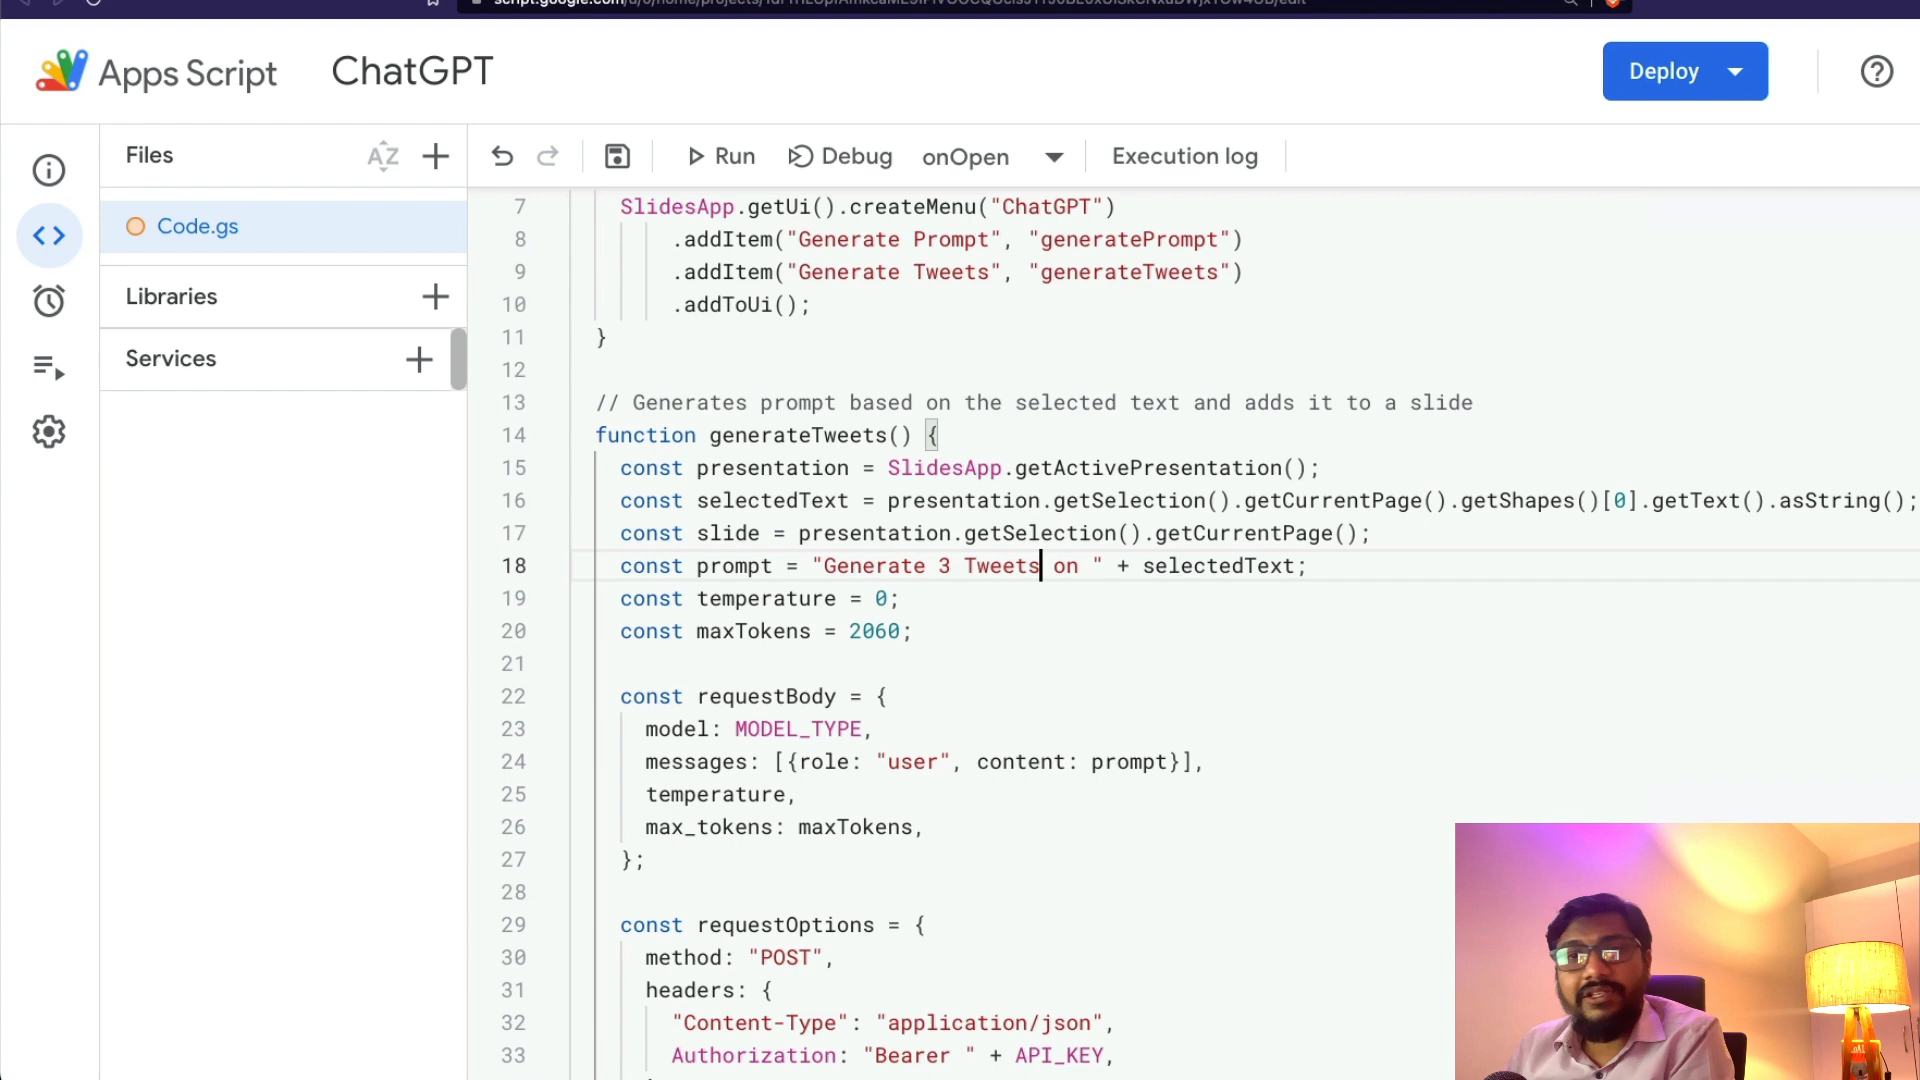 Apps Script
ChatGPT
Deploy
Files
AZ
Run
Debug
onOpen
Execution log
Code.gs
Libraries
Services
7 SlidesApp.getUi().createMenu("ChatGPT")
8 .addItem("Generate Prompt", "generatePrompt")
9 .addItem("Generate Tweets", "generateTweets")
10 .addToUi();
11 }
12
13 // Generates prompt based on the selected text and adds it to a slide
14 function generateTweets() {
15 const presentation = SlidesApp.getActivePresentation();
16 const selectedText = presentation.getSelection().getCurrentPage().getShapes()[0].getText().asString();
17 const slide = presentation.getSelection().getCurrentPage();
18 const prompt = "Generate 3 Tweets on " + selectedText;
19 const temperature = 0;
20 const maxTokens = 2060;
21
22 const requestBody = {
23 model: MODEL_TYPE,
24 messages: [{role: "user", content: prompt}],
25 temperature,
26 max_tokens: maxTokens,
27 };
28
29 const requestOptions = {
30 method: "POST",
31 headers: {
32 "Content-Type": "application/json",
33 Authorization: "Bearer " + API_KEY,